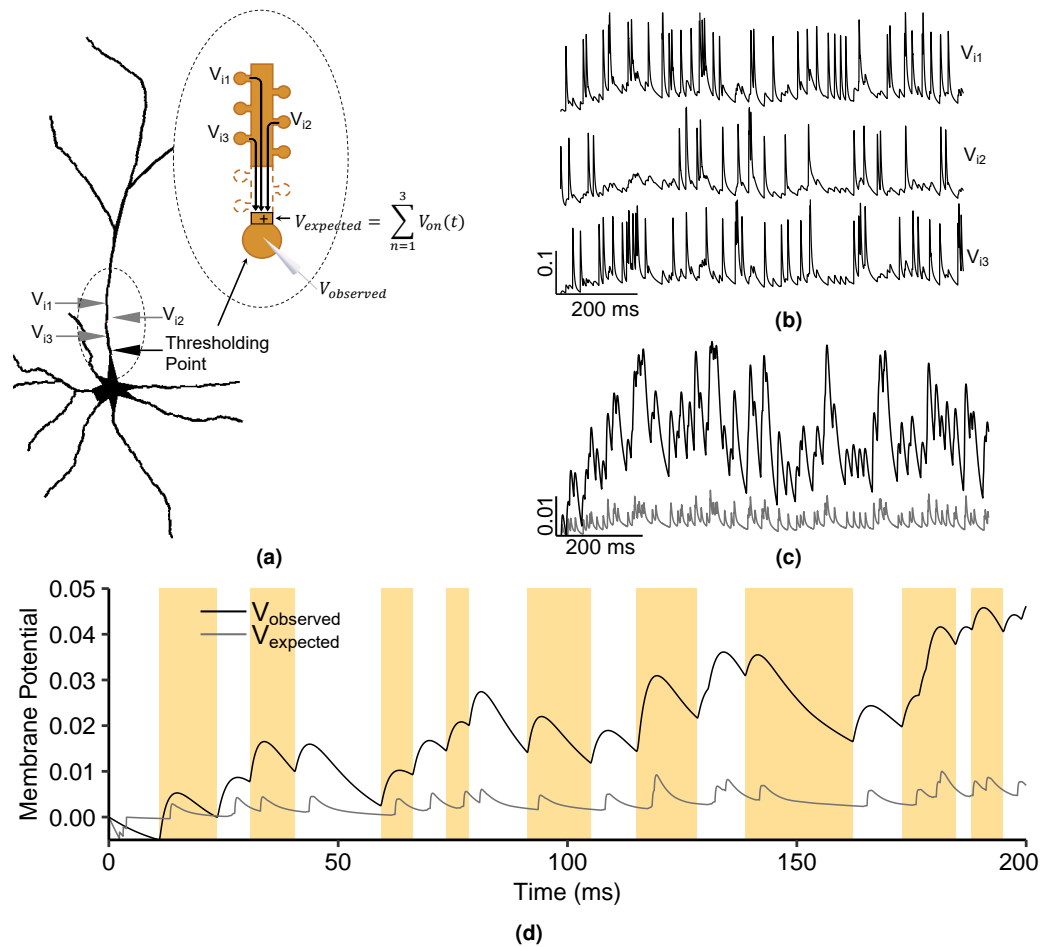 V_i1
V_i2
V_i3
+
V_expected = \sum_{n=1}^{3} V_on(t)
V_observed
V_i1
V_i2
V_i3
Thresholding
Point
(a)
V_i1
V_i2
V_i3
0.1
200 ms
(b)
0.01
200 ms
(c)
0.05
0.04
0.03
0.02
0.01
0.00
Membrane Potential
V_observed
V_expected
0
50
100
150
200
Time (ms)
(d)